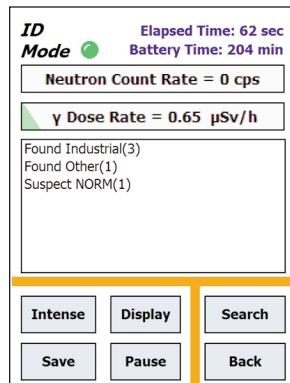 ID Mode
Elapsed Time: 62 sec
Battery Time: 204 min
Neutron Count Rate = 0 cps
γ Dose Rate = 0.65 μSv/h
Found Industrial(3)
Found Other(1)
Suspect NORM(1)
Intense Display Search
Save Pause Back